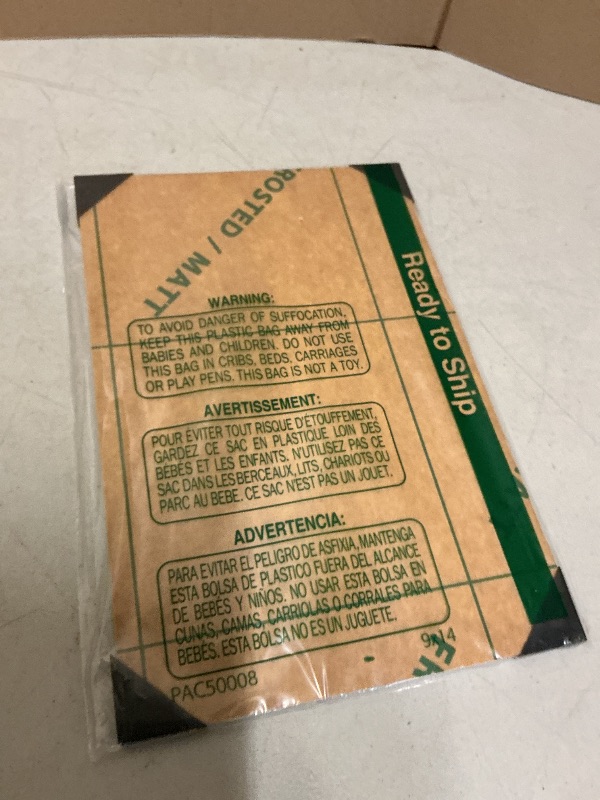 FROSTED / MATT
Ready to Ship
WARNING:
TO AVOID DANGER OF SUFFOCATION,
KEEP THIS PLASTIC BAG AWAY FROM
BABIES AND CHILDREN. DO NOT USE
THIS BAG IN CRIBS, BEDS, CARRIAGES
OR PLAY PENS. THIS BAG IS NOT A TOY.
AVERTISSEMENT:
POUR ÉVITER TOUT RISQUE D'ÉTOUFFEMENT,
GARDEZ CE SAC EN PLASTIQUE LOIN DES
BÉBÉS ET LES ENFANTS. N'UTILISEZ PAS CE
SAC DANS LES BERCEAUX, LITS, CHARIOTS OU
PARC AU BEBE. CE SAC N'EST PAS UN JOUET.
ADVERTENCIA:
PARA EVITAR EL PELIGRO DE ASFIXIA, MANTENGA
ESTA BOLSA DE PLASTICO FUERA DEL ALCANCE
DE BEBÉS Y NIÑOS. NO USAR ESTA BOLSA EN
CUNAS, CAMAS, CARRIOLAS O CORRALES PARA
BEBÉS. ESTA BOLSA NO ES UN JUGUETE.
PAC50008